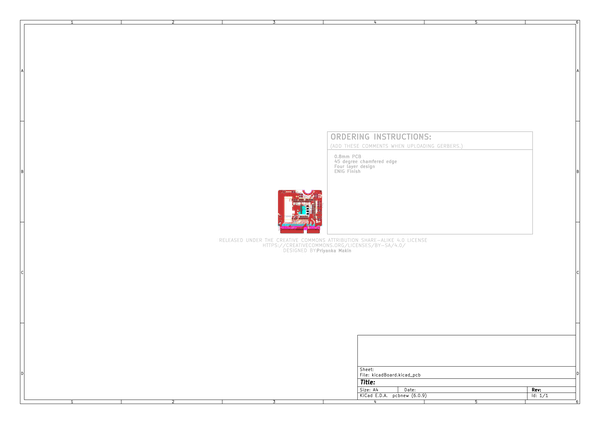 1 2 3 4 5 6
A A
ORDERING INSTRUCTIONS:
(ADD THESE COMMENTS WHEN UPLOADING GERBERS.)
0.8mm PCB
45 degree chamfered edge
Four layer design
ENIG Finish
B B
RELEASED UNDER THE CREATIVE COMMONS ATTRIBUTION SHARE-ALIKE 4.0 LICENSE
HTTPS://CREATIVECOMMONS.ORG/LICENSES/BY-SA/4.0/
DESIGNED BY:Priyanka Makin
C C
Sheet:
File: kicadBoard.kicad_pcb
D D
Title:
Size: A4 Date: Rev:
KiCad E.D.A. pcbnew (6.0.9) Id: 1/1
1 2 3 4 5 6